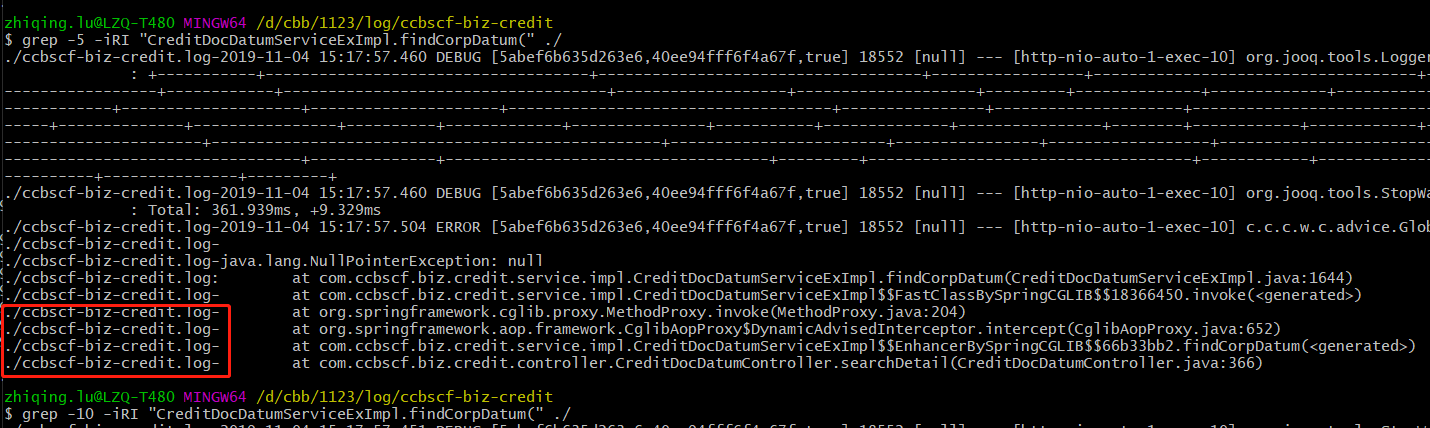 zhiqing.lu@LZQ-T480 MINGW64 /d/cbb/1123/log/ccbscf-biz-credit
$ grep -5 -iRI "CreditDocDatumServiceExImpl.findCorpDatum(" ./
./ccbscf-biz-credit.log-2019-11-04 15:17:57.460 DEBUG [5abef6b635d263e6,40ee94fff6f4a67f,true] 18552 [null] --- [http-nio-auto-1-exec-10] org.jooq.tools.Logger
: +-----------+--------------------------------------+--------------------------------------+---------------------+
------------------+-------------+--------------------------+--------------------+------------------+---------+---------------+-------------+------
-------------+---------------------+----------------------+--------------------------------------------------------+----------------------+
-----+---------------+-----------------+-----------+--------------+------------+---------------+-----------------+---------+------------+-------------+
-----------------------+----------------------------------------------------+------------------------------------------+-------------------+
-----------------------------------+--------------+--------------------------------------+----------+--------------------------------------+------------+
-----------+---------------+---------+
./ccbscf-biz-credit.log-2019-11-04 15:17:57.460 DEBUG [5abef6b635d263e6,40ee94fff6f4a67f,true] 18552 [null] --- [http-nio-auto-1-exec-10] org.jooq.tools.StopWa
: Total: 361.939ms, +9.329ms
./ccbscf-biz-credit.log-2019-11-04 15:17:57.504 ERROR [5abef6b635d263e6,40ee94fff6f4a67f,true] 18552 [null] --- [http-nio-auto-1-exec-10] c.c.c.w.c.advice.Glob
./ccbscf-biz-credit.log-
./ccbscf-biz-credit.log-java.lang.NullPointerException: null
./ccbscf-biz-credit.log: at com.ccbscf.biz.credit.service.impl.CreditDocDatumServiceExImpl.findCorpDatum(CreditDocDatumServiceExImpl.java:1644)
./ccbscf-biz-credit.log- at com.ccbscf.biz.credit.service.impl.CreditDocDatumServiceExImpl$$FastClassBySpringCGLIB$$18366450.invoke(<generated>)
./ccbscf-biz-credit.log- at org.springframework.cglib.proxy.MethodProxy.invoke(MethodProxy.java:204)
./ccbscf-biz-credit.log- at org.springframework.aop.framework.CglibAopProxy$DynamicAdvisedInterceptor.intercept(CglibAopProxy.java:652)
./ccbscf-biz-credit.log- at com.ccbscf.biz.credit.service.impl.CreditDocDatumServiceExImpl$$EnhancerBySpringCGLIB$$66b33bb2.findCorpDatum(<generated>)
./ccbscf-biz-credit.log- at com.ccbscf.biz.credit.controller.CreditDocDatumController.searchDetail(CreditDocDatumController.java:366)
zhiqing.lu@LZQ-T480 MINGW64 /d/cbb/1123/log/ccbscf-biz-credit
$ grep -10 -iRI "CreditDocDatumServiceExImpl.findCorpDatum(" ./